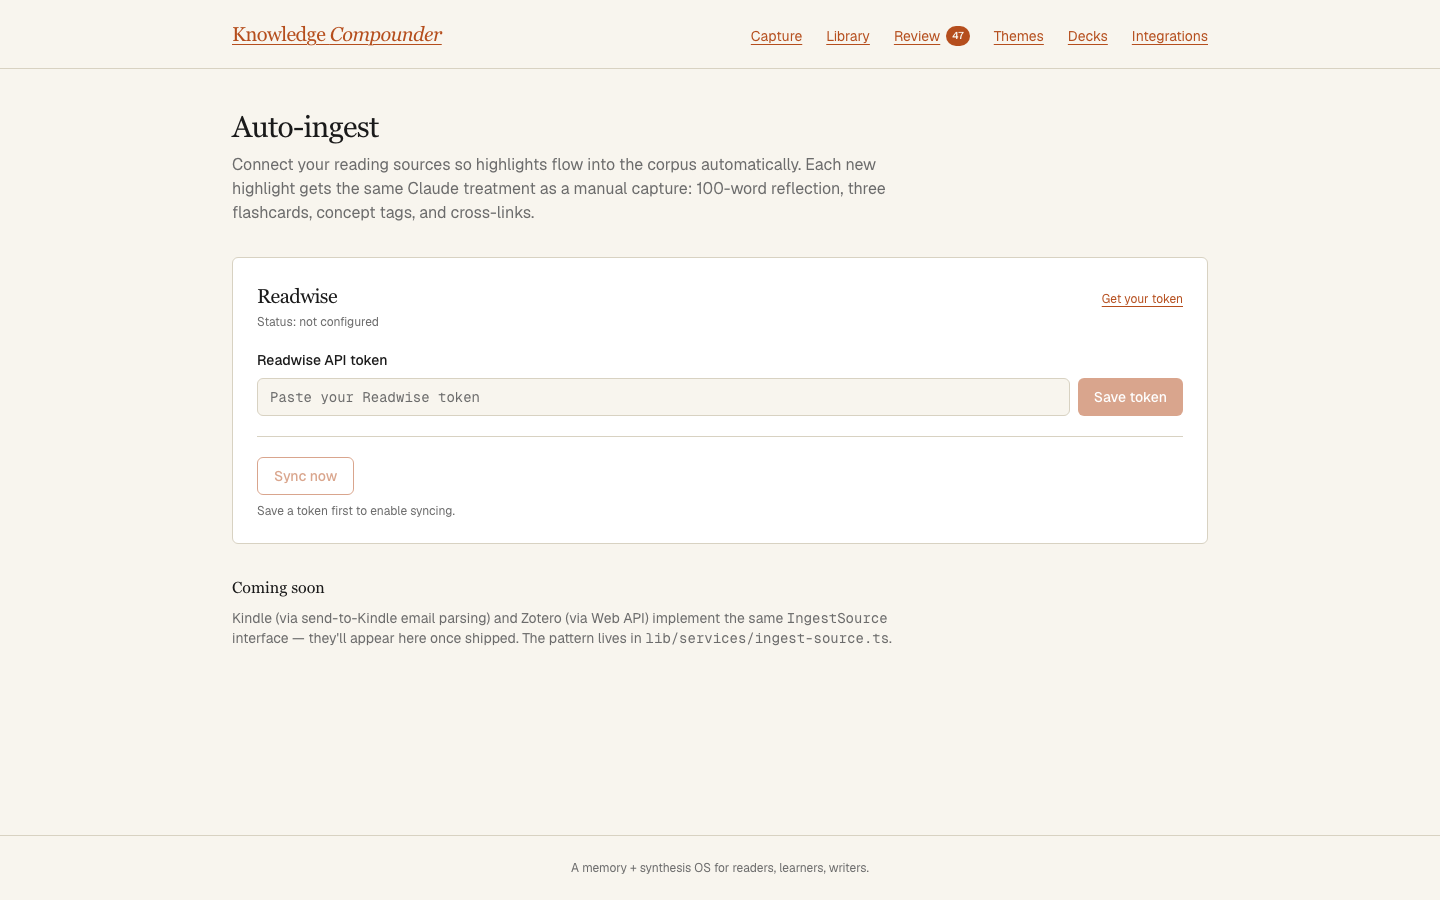 Knowledge Compounder
Capture
Library
Review 47
Themes
Decks
Integrations
Auto-ingest
Connect your reading sources so highlights flow into the corpus automatically. Each new
highlight gets the same Claude treatment as a manual capture: 100-word reflection, three
flashcards, concept tags, and cross-links.
Readwise
Get your token
Status: not configured
Readwise API token
Paste your Readwise token
Save token
Sync now
Save a token first to enable syncing.
Coming soon
Kindle (via send-to-Kindle email parsing) and Zotero (via Web API) implement the same IngestSource
interface — they'll appear here once shipped. The pattern lives in lib/services/ingest-source.ts.
A memory + synthesis OS for readers, learners, writers.